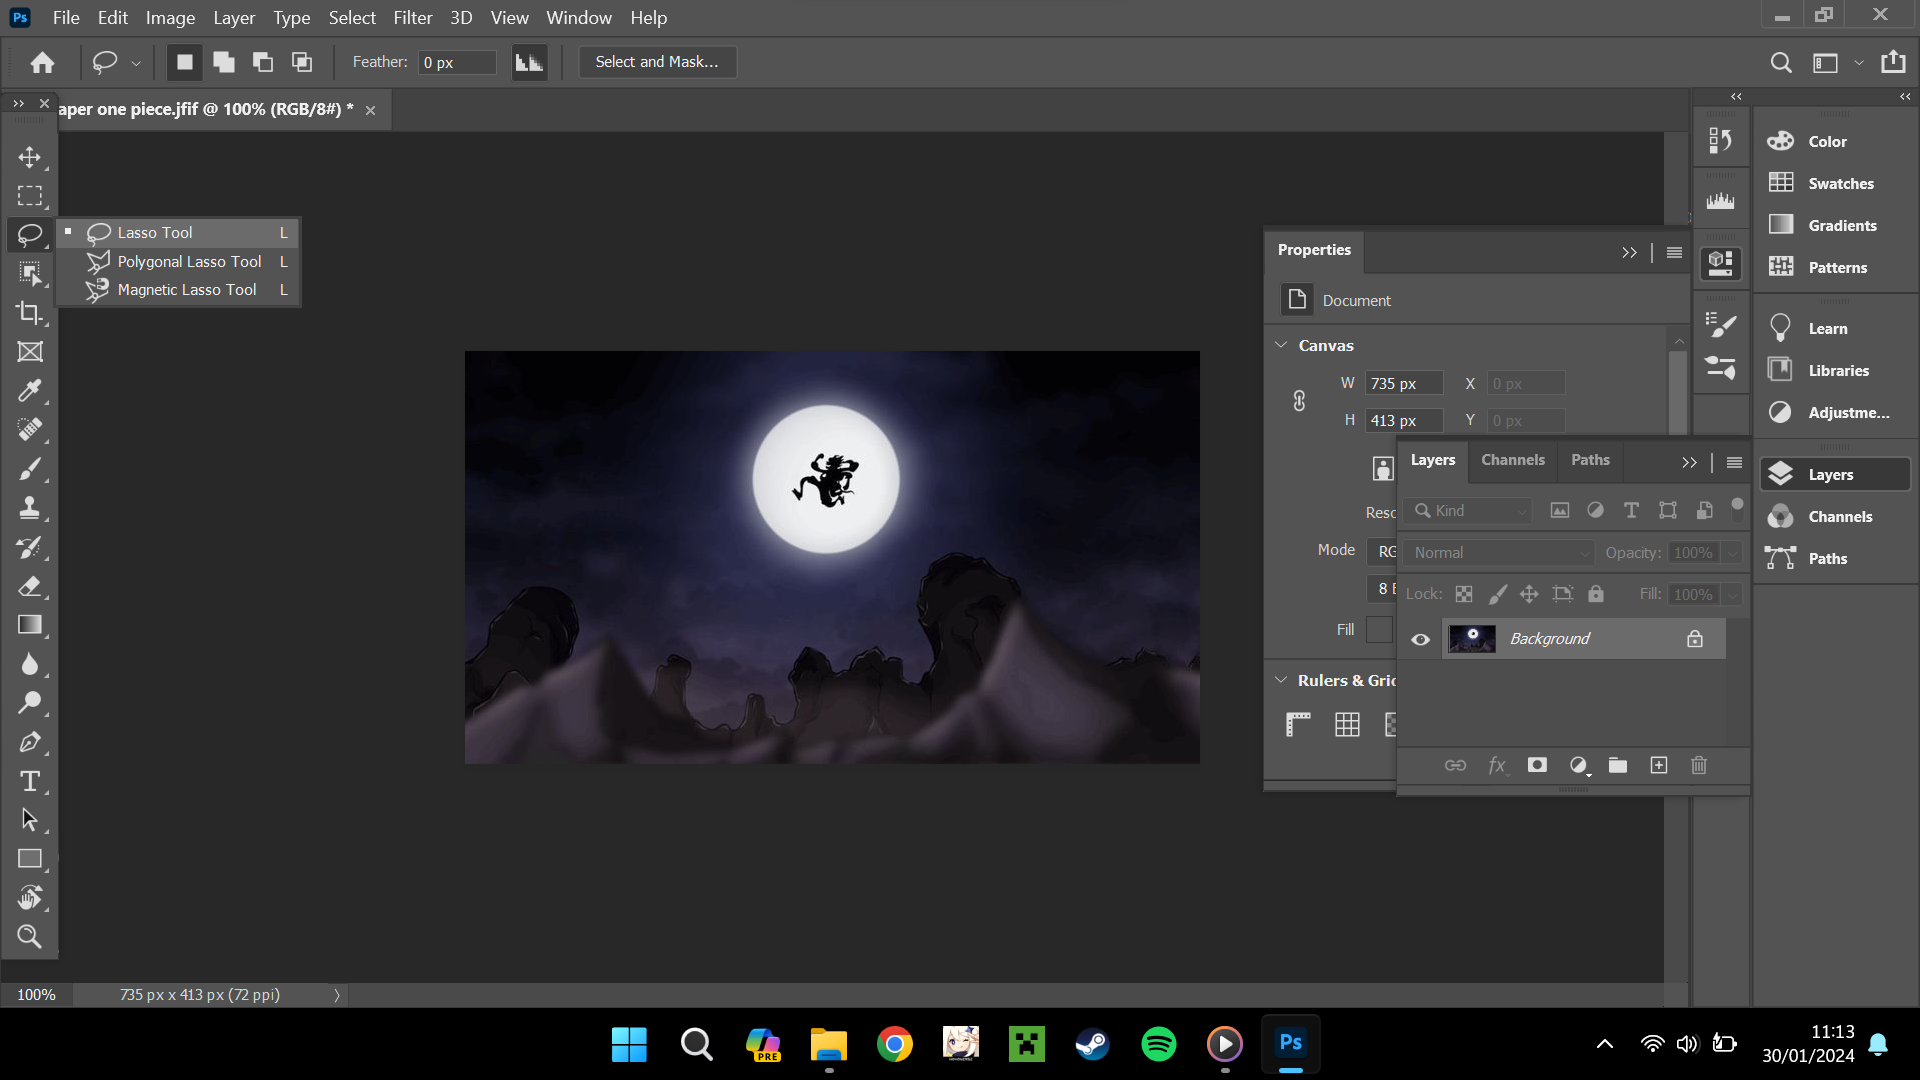 Ps File Edit Image Layer Type Select Filter 3D View Window Help
Feather: 0 px Select and Mask...
aper one piece.jfif @ 100% (RGB/8#) *
Lasso Tool L
Polygonal Lasso Tool L
Magnetic Lasso Tool L
Properties
Document
Canvas
W 735 px X 0 px
H 413 px Y 0 px
Reso
Mode RG
8 B
Fill
Rulers & Gri
Layers Channels Paths
Kind
Normal Opacity: 100%
Lock: Fill: 100%
Background
fx
Color
Swatches
Gradients
Patterns
Learn
Libraries
Adjustme...
Layers
Channels
Paths
100% 735 px x 413 px (72 ppi)
PRE
Ps
11:13
30/01/2024